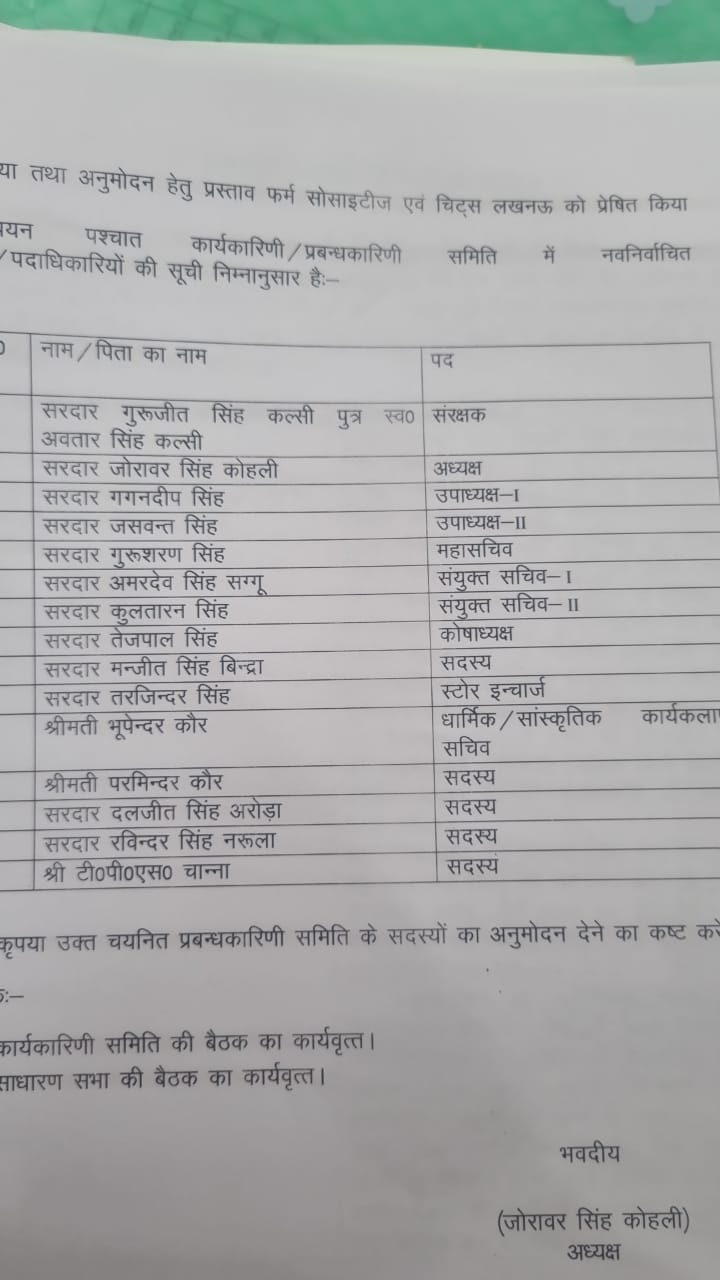 या तथा अनुमोदन हेतु प्रस्ताव फर्म सोसाइटीज एवं चिट्स लखनऊ को प्रेषित किया
पश्चात कार्यकारिणी/प्रबन्धकारिणी समिति में नवनिर्वाचित
/पदाधिकारियों की सूची निम्नानुसार है:–
नाम/पिता का नाम पद
सरदार गुरूजीत सिंह कल्सी पुत्र स्व0 संरक्षक
अवतार सिंह कल्सी
सरदार जोरावर सिंह कोहली अध्यक्ष
सरदार गगनदीप सिंह उपाध्यक्ष–I
सरदार जसवन्त सिंह उपाध्यक्ष–II
सरदार गुरूशरण सिंह महासचिव
सरदार अमरदेव सिंह सग्गू संयुक्त सचिव–I
सरदार कुलतारन सिंह संयुक्त सचिव–II
सरदार तेजपाल सिंह कोषाध्यक्ष
सरदार मन्जीत सिंह बिन्द्रा सदस्य
सरदार तरजिन्दर सिंह स्टोर इन्चार्ज
श्रीमती भूपेन्दर कौर धार्मिक/सांस्कृतिक कार्यकला
सचिव
श्रीमती परमिन्दर कौर सदस्य
सरदार दलजीत सिंह अरोड़ा सदस्य
सरदार रविन्दर सिंह नरूला सदस्य
श्री टी0पी0एस0 चान्ना सदस्य
कृपया उक्त चयनित प्रबन्धकारिणी समिति के सदस्यों का अनुमोदन देने का कष्ट करे
कार्यकारिणी समिति की बैठक का कार्यवृत्त।
साधारण सभा की बैठक का कार्यवृत्त।
भवदीय
(जोरावर सिंह कोहली)
अध्यक्ष